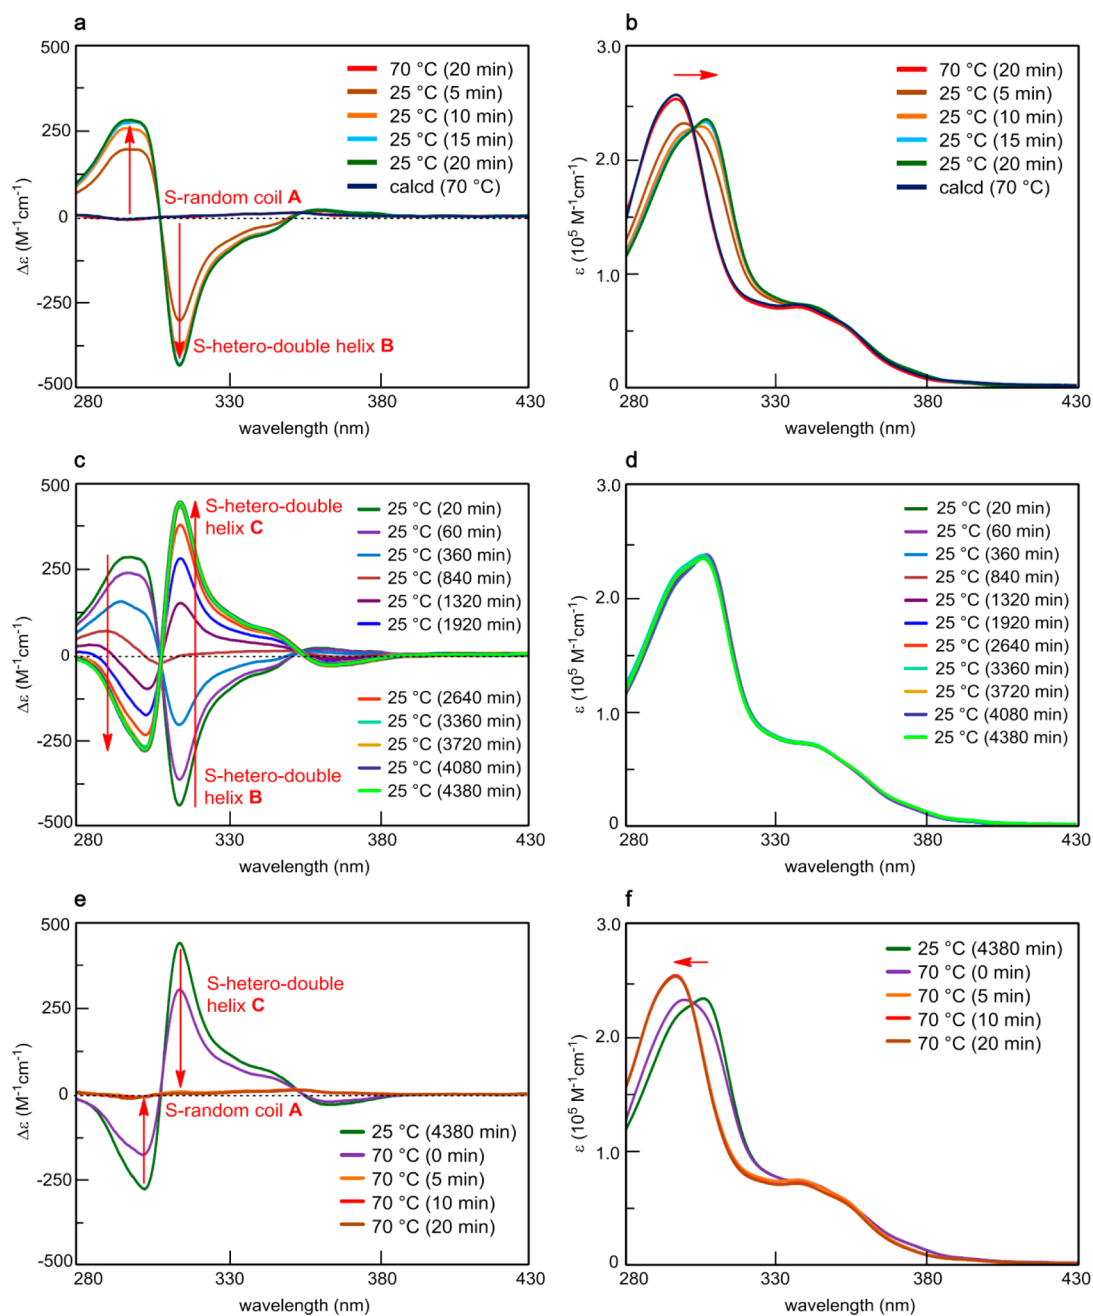 a
500
250
0
-250
-500
Δε (M⁻¹cm⁻¹)
70 °C (20 min)
25 °C (5 min)
25 °C (10 min)
25 °C (15 min)
25 °C (20 min)
calcd (70 °C)
S-random coil A
S-hetero-double helix B
280 330 380 430
wavelength (nm)
b
3.0
2.0
1.0
0
ε (10⁵ M⁻¹cm⁻¹)
70 °C (20 min)
25 °C (5 min)
25 °C (10 min)
25 °C (15 min)
25 °C (20 min)
calcd (70 °C)
280 330 380 430
wavelength (nm)
c
500
250
0
-250
-500
Δε (M⁻¹cm⁻¹)
S-hetero-double
helix C
25 °C (20 min)
25 °C (60 min)
25 °C (360 min)
25 °C (840 min)
25 °C (1320 min)
25 °C (1920 min)
25 °C (2640 min)
25 °C (3360 min)
25 °C (3720 min)
25 °C (4080 min)
25 °C (4380 min)
S-hetero-double
helix B
280 330 380 430
wavelength (nm)
d
3.0
2.0
1.0
0
ε (10⁵ M⁻¹cm⁻¹)
25 °C (20 min)
25 °C (60 min)
25 °C (360 min)
25 °C (840 min)
25 °C (1320 min)
25 °C (1920 min)
25 °C (2640 min)
25 °C (3360 min)
25 °C (3720 min)
25 °C (4080 min)
25 °C (4380 min)
280 330 380 430
wavelength (nm)
e
500
250
0
-250
-500
Δε (M⁻¹cm⁻¹)
S-hetero-double
helix C
S-random coil A
25 °C (4380 min)
70 °C (0 min)
70 °C (5 min)
70 °C (10 min)
70 °C (20 min)
280 330 380 430
wavelength (nm)
f
3.0
2.0
1.0
0
ε (10⁵ M⁻¹cm⁻¹)
25 °C (4380 min)
70 °C (0 min)
70 °C (5 min)
70 °C (10 min)
70 °C (20 min)
280 330 380 430
wavelength (nm)